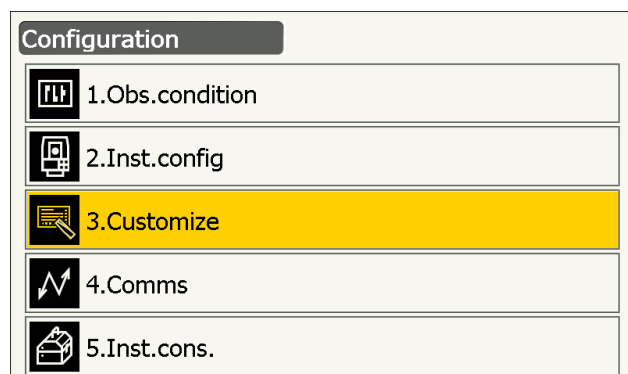 Configuration
1.Obs.condition
2.Inst.config
3.Customize
4.Comms
5.Inst.cons.